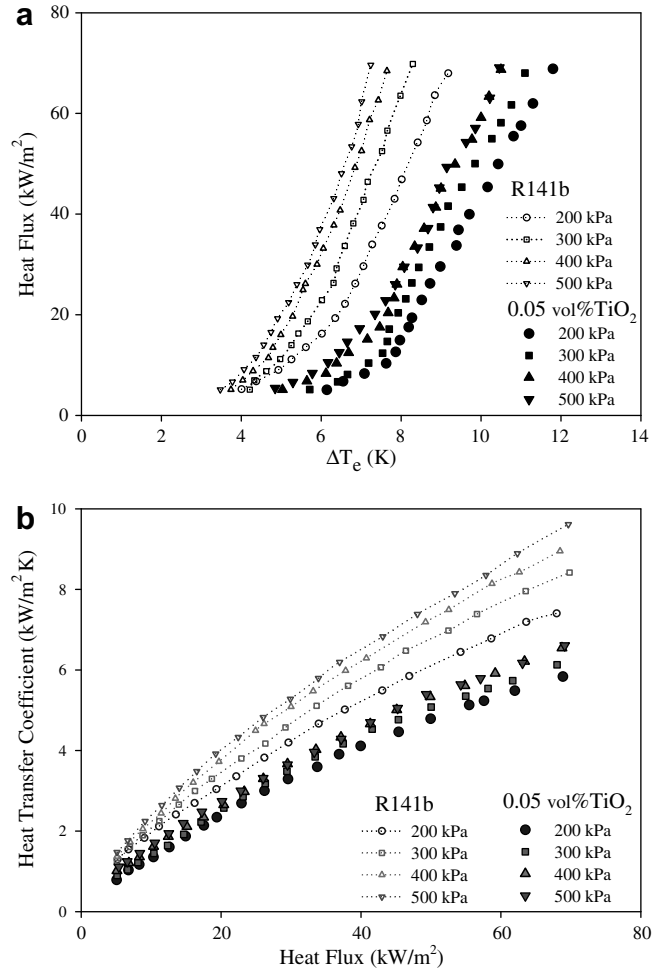 a
80
60
40
20
0
Heat Flux (kW/m²)
R141b
200 kPa
300 kPa
400 kPa
500 kPa
0.05 vol%TiO₂
200 kPa
300 kPa
400 kPa
500 kPa
0 2 4 6 8 10 12 14
ΔTₑ (K)
b
10
8
6
4
2
0
Heat Transfer Coefficient (kW/m² K)
R141b
200 kPa
300 kPa
400 kPa
500 kPa
0.05 vol%TiO₂
200 kPa
300 kPa
400 kPa
500 kPa
0 20 40 60 80
Heat Flux (kW/m²)